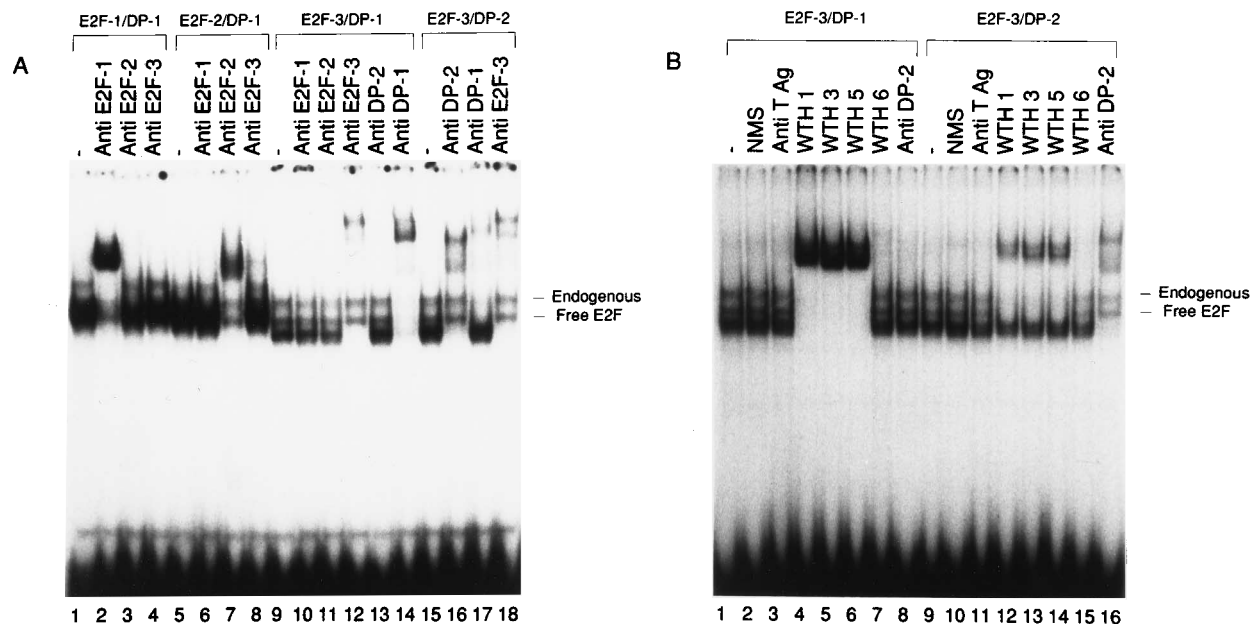 A
E2F-1/DP-1 E2F-2/DP-1 E2F-3/DP-1 E2F-3/DP-2
-
Anti E2F-1
Anti E2F-2
Anti E2F-3
-
Anti E2F-1
Anti E2F-2
Anti E2F-3
-
Anti E2F-1
Anti E2F-2
Anti E2F-3
Anti DP-2
Anti DP-1
-
Anti DP-2
Anti DP-1
Anti E2F-3
– Endogenous
– Free E2F
1 2 3 4 5 6 7 8 9 10 11 12 13 14 15 16 17 18
B
E2F-3/DP-1 E2F-3/DP-2
-
NMS
Anti T Ag
WTH 1
WTH 3
WTH 5
WTH 6
Anti DP-2
-
NMS
Anti T Ag
WTH 1
WTH 3
WTH 5
WTH 6
Anti DP-2
– Endogenous
– Free E2F
1 2 3 4 5 6 7 8 9 10 11 12 13 14 15 16